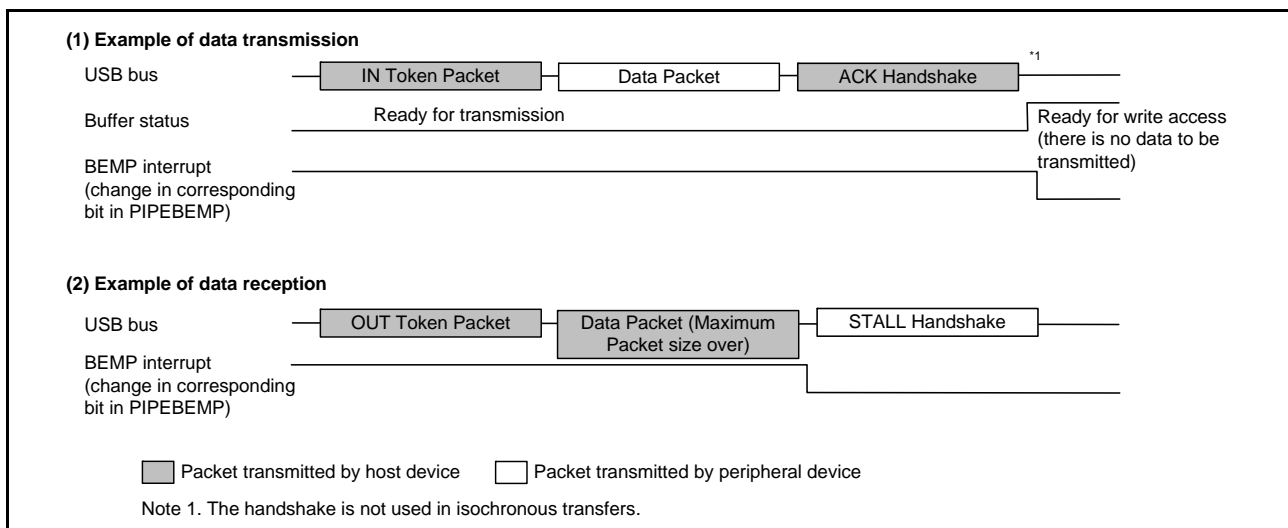 (1) Example of data transmission
USB bus
IN Token Packet
Data Packet
ACK Handshake
*1
Buffer status
Ready for transmission
Ready for write access
(there is no data to be
transmitted)
BEMP interrupt
(change in corresponding
bit in PIPEBEMP)
(2) Example of data reception
USB bus
OUT Token Packet
Data Packet (Maximum
Packet size over)
STALL Handshake
BEMP interrupt
(change in corresponding
bit in PIPEBEMP)
Packet transmitted by host device
Packet transmitted by peripheral device
Note 1. The handshake is not used in isochronous transfers.